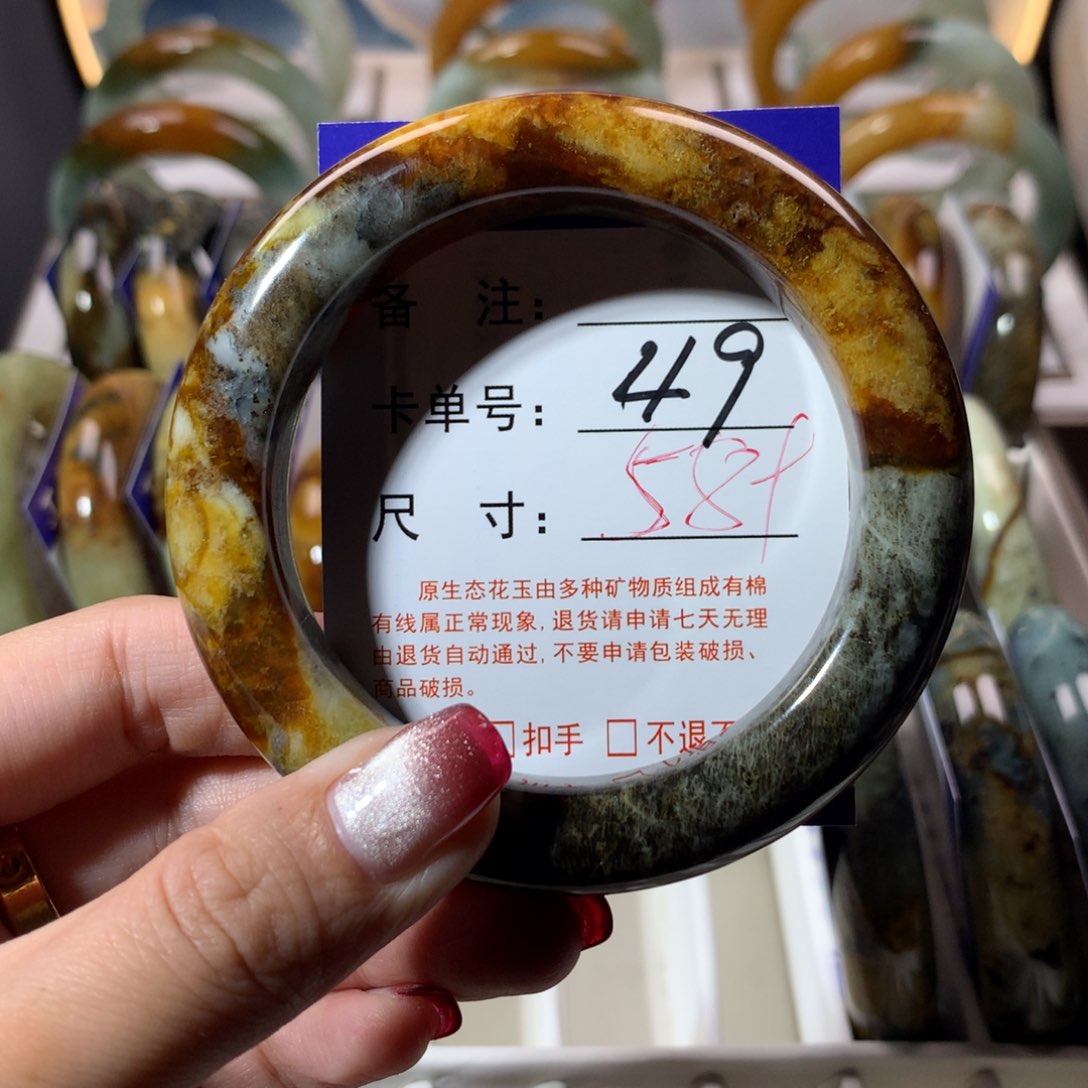 备 注:
卡单号: 49
尺 寸: 58
原生态花玉由多种矿物质组成有棉
有线属正常现象, 退货请申请七天无理
由退货自动通过, 不要申请包装破损、
商品破损。
□扣手 □不退